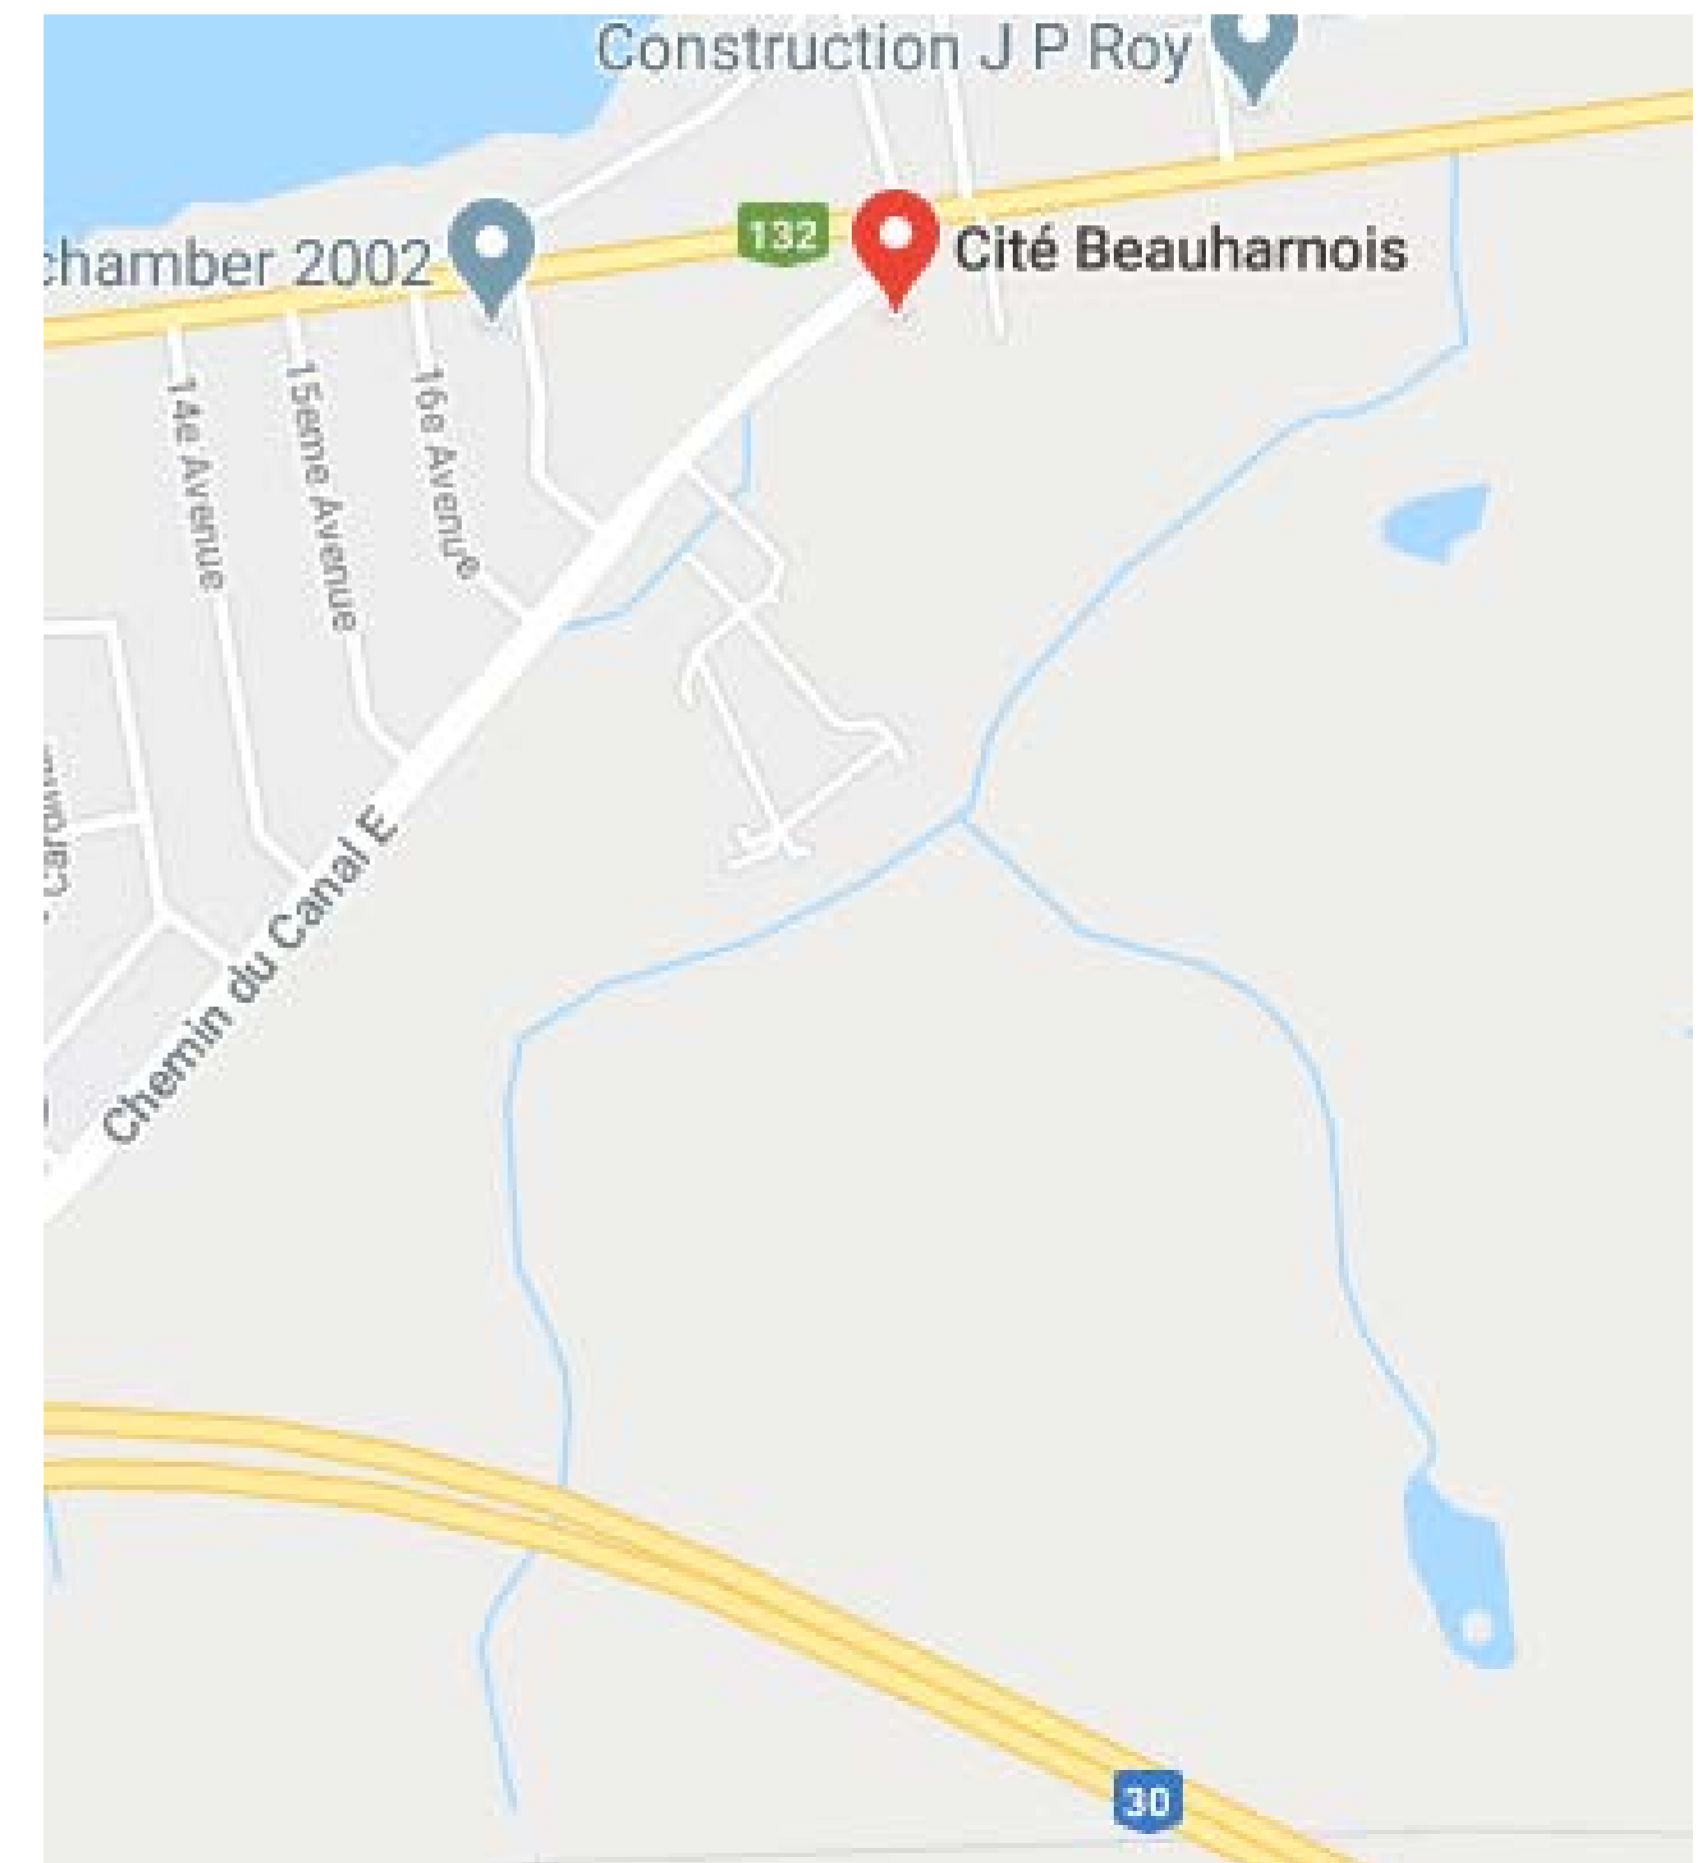 Construction J P Roy
132
Cité Beauharnois
chamber 2002
14e Avenue
15eme Avenue
16e Avenue
Chemin du Canal E
30